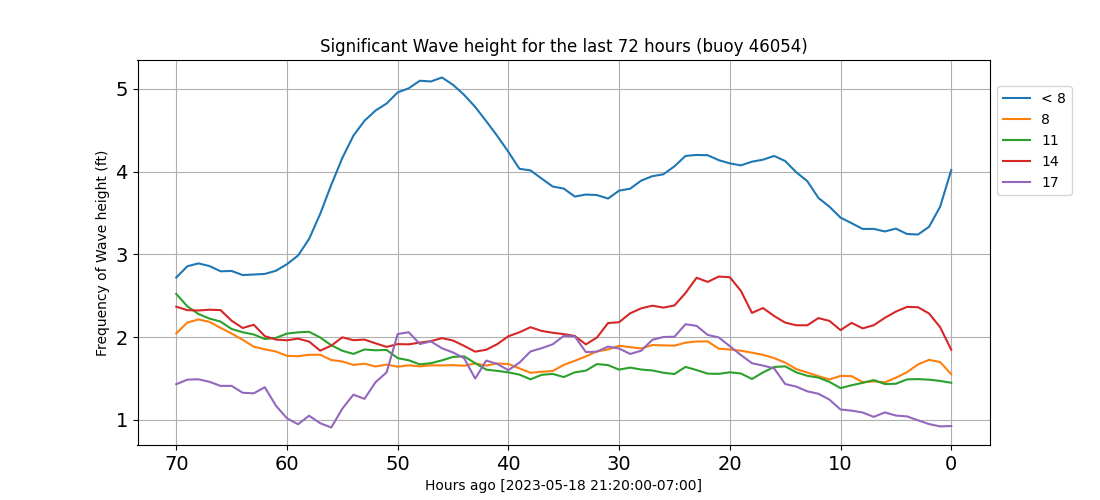 Significant Wave height for the last 72 hours (buoy 46054)
Frequency of Wave height (ft)
5
4
3
2
1
70 60 50 40 30 20 10 0
Hours ago [2023-05-18 21:20:00-07:00]
< 8
8
11
14
17